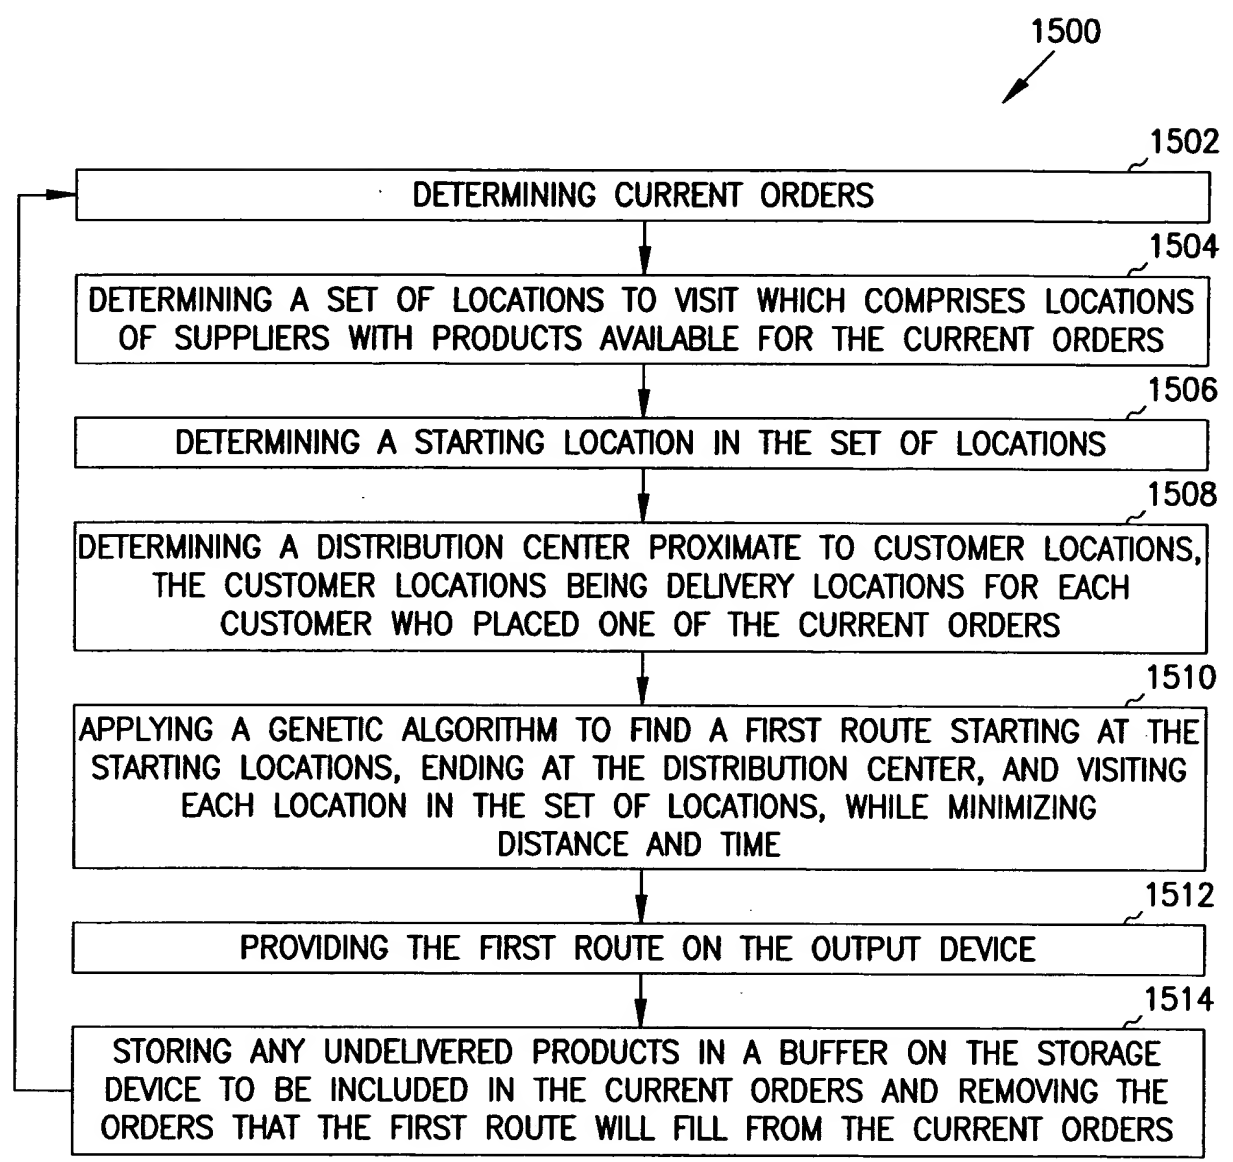 1500
1502
DETERMINING CURRENT ORDERS
1504
DETERMINING A SET OF LOCATIONS TO VISIT WHICH COMPRISES LOCATIONS
OF SUPPLIERS WITH PRODUCTS AVAILABLE FOR THE CURRENT ORDERS
1506
DETERMINING A STARTING LOCATION IN THE SET OF LOCATIONS
1508
DETERMINING A DISTRIBUTION CENTER PROXIMATE TO CUSTOMER LOCATIONS,
THE CUSTOMER LOCATIONS BEING DELIVERY LOCATIONS FOR EACH
CUSTOMER WHO PLACED ONE OF THE CURRENT ORDERS
1510
APPLYING A GENETIC ALGORITHM TO FIND A FIRST ROUTE STARTING AT THE
STARTING LOCATIONS, ENDING AT THE DISTRIBUTION CENTER, AND VISITING
EACH LOCATION IN THE SET OF LOCATIONS, WHILE MINIMIZING
DISTANCE AND TIME
1512
PROVIDING THE FIRST ROUTE ON THE OUTPUT DEVICE
1514
STORING ANY UNDELIVERED PRODUCTS IN A BUFFER ON THE STORAGE
DEVICE TO BE INCLUDED IN THE CURRENT ORDERS AND REMOVING THE
ORDERS THAT THE FIRST ROUTE WILL FILL FROM THE CURRENT ORDERS